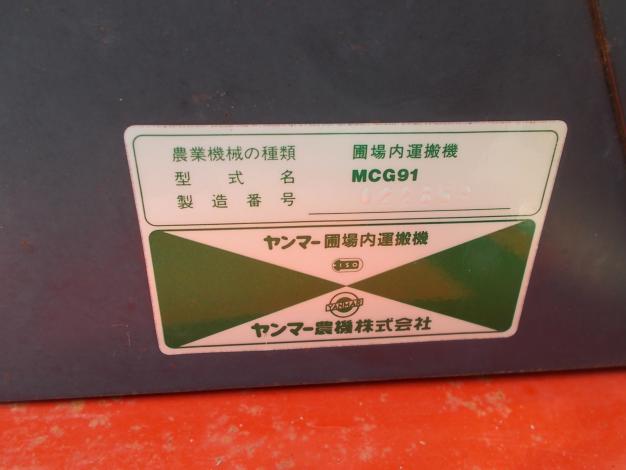 農業機械の種類 圃場内運搬機
型式名 MCG91
製造番号
ヤンマー圃場内運搬機
ISO
YANMAR
ヤンマー農機株式会社